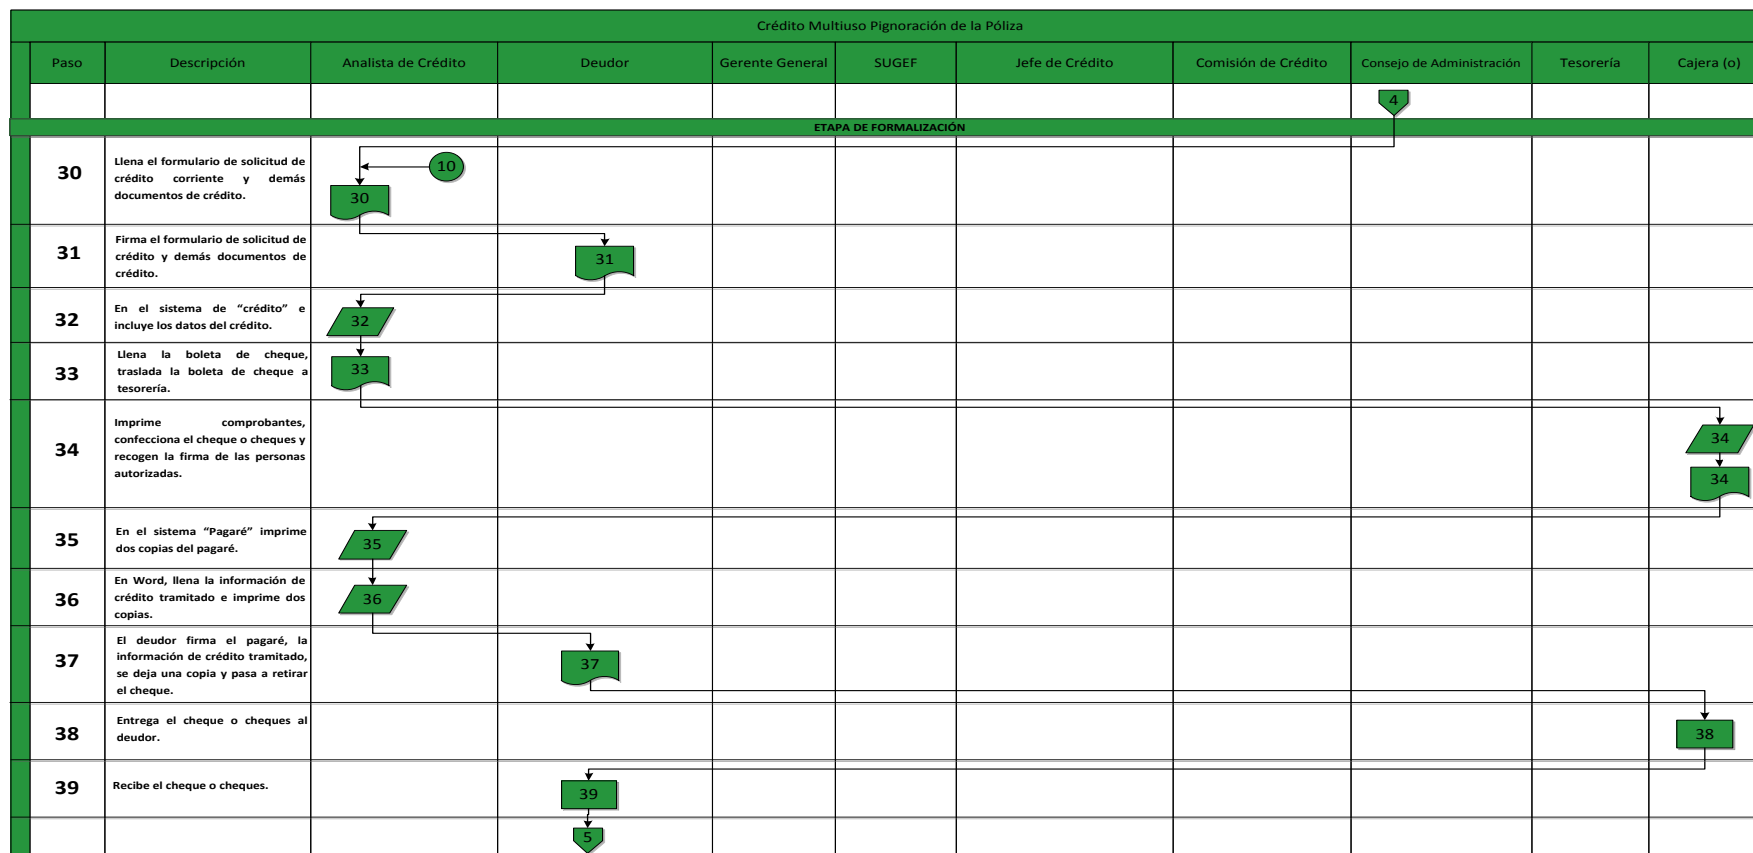 Crédito Multiuso Pignoración de la Póliza
Paso Descripción Analista de Crédito Deudor Gerente General SUGEF Jefe de Crédito Comisión de Crédito Consejo de Administración Tesorería Cajera (o)
4
ETAPA DE FORMALIZACIÓN
30
Llena el formulario de solicitud de
crédito corriente y demás
documentos de crédito.
10
30
31
Firma el formulario de solicitud de
crédito y demás documentos de
crédito.
31
32
En el sistema de “crédito” e
incluye los datos del crédito.
32
33
Llena la boleta de cheque,
traslada la boleta de cheque a
tesorería.
33
34
Imprime comprobantes,
confecciona el cheque o cheques y
recogen la firma de las personas
autorizadas.
34
34
35
En el sistema “Pagaré” imprime
dos copias del pagaré.
35
36
En Word, llena la información de
crédito tramitado e imprime dos
copias.
36
37
El deudor firma el pagaré, la
información de crédito tramitado,
se deja una copia y pasa a retirar
el cheque.
37
38
Entrega el cheque o cheques al
deudor.
38
39
Recibe el cheque o cheques.
39
5